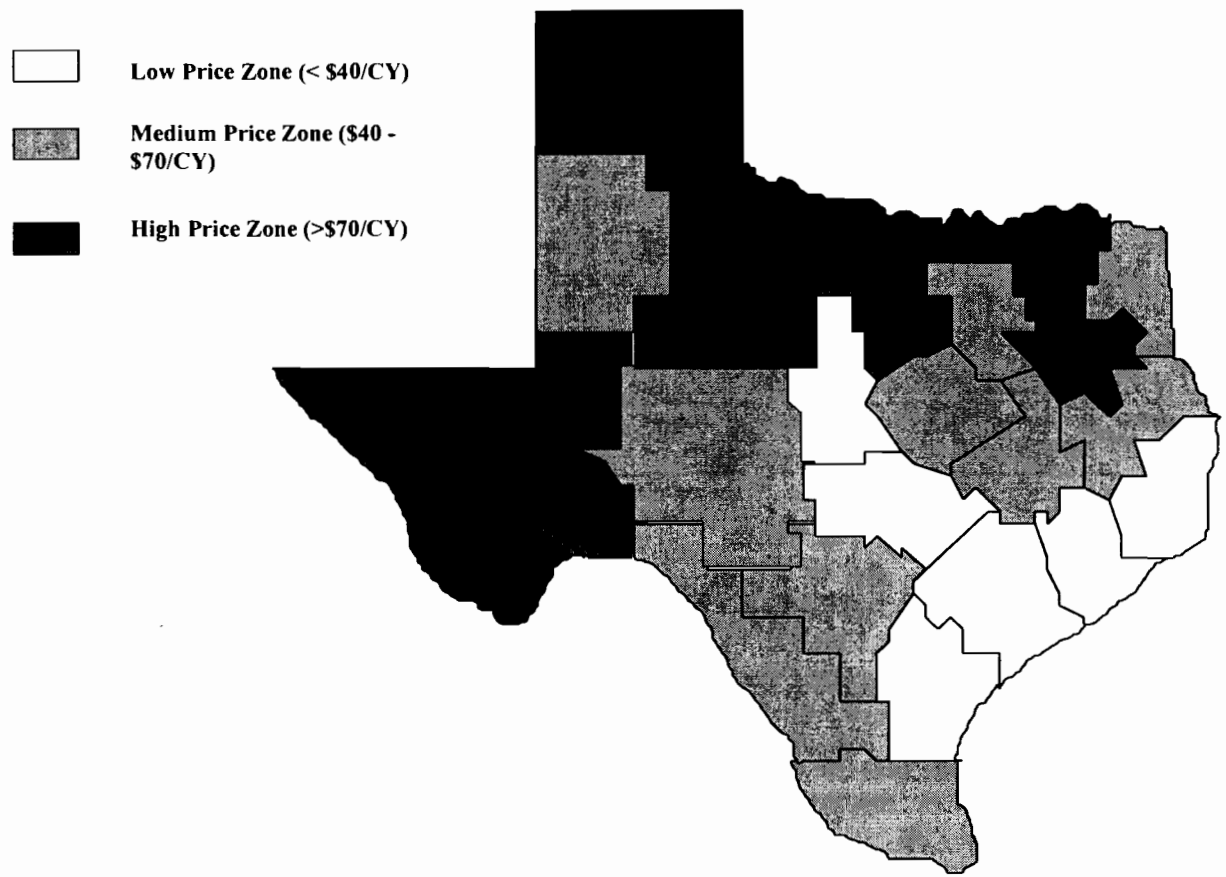 Low Price Zone (< $40/CY)
Medium Price Zone ($40 -
$70/CY)
High Price Zone (>$70/CY)